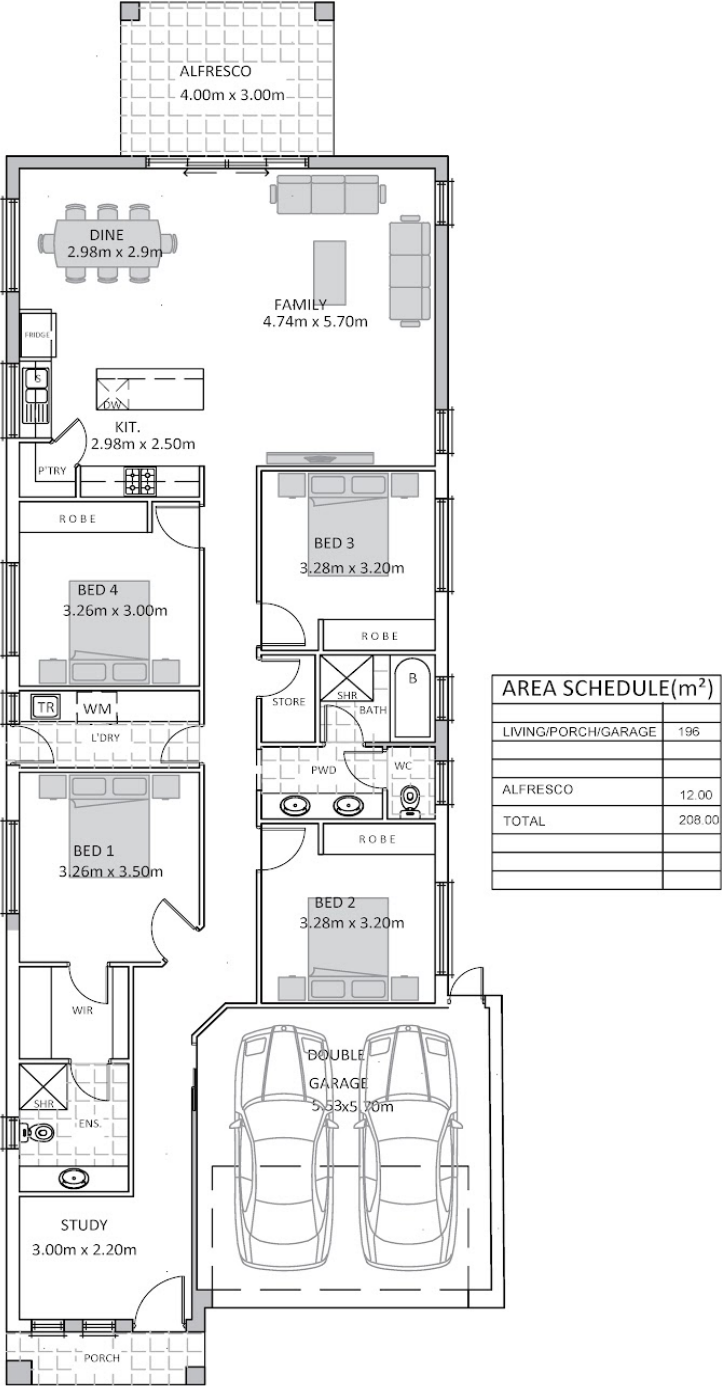 ALFRESCO
4.00m x 3.00m
DINE
2.98m x 2.9m
FAMILY
4.74m x 5.70m
FRIDGE
S
DW
KIT.
2.98m x 2.50m
P'TRY
ROBE
BED 3
3.28m x 3.20m
BED 4
3.26m x 3.00m
ROBE
STORE
SHR
BATH
B
TR
WM
L'DRY
PWD
WC
BED 1
3.26m x 3.50m
ROBE
BED 2
3.28m x 3.20m
WIR
SHR
ENS.
DOUBLE
GARAGE
5.53x5.70m
STUDY
3.00m x 2.20m
PORCH
AREA SCHEDULE(m²)
LIVING/PORCH/GARAGE 196
ALFRESCO 12.00
TOTAL 208.00